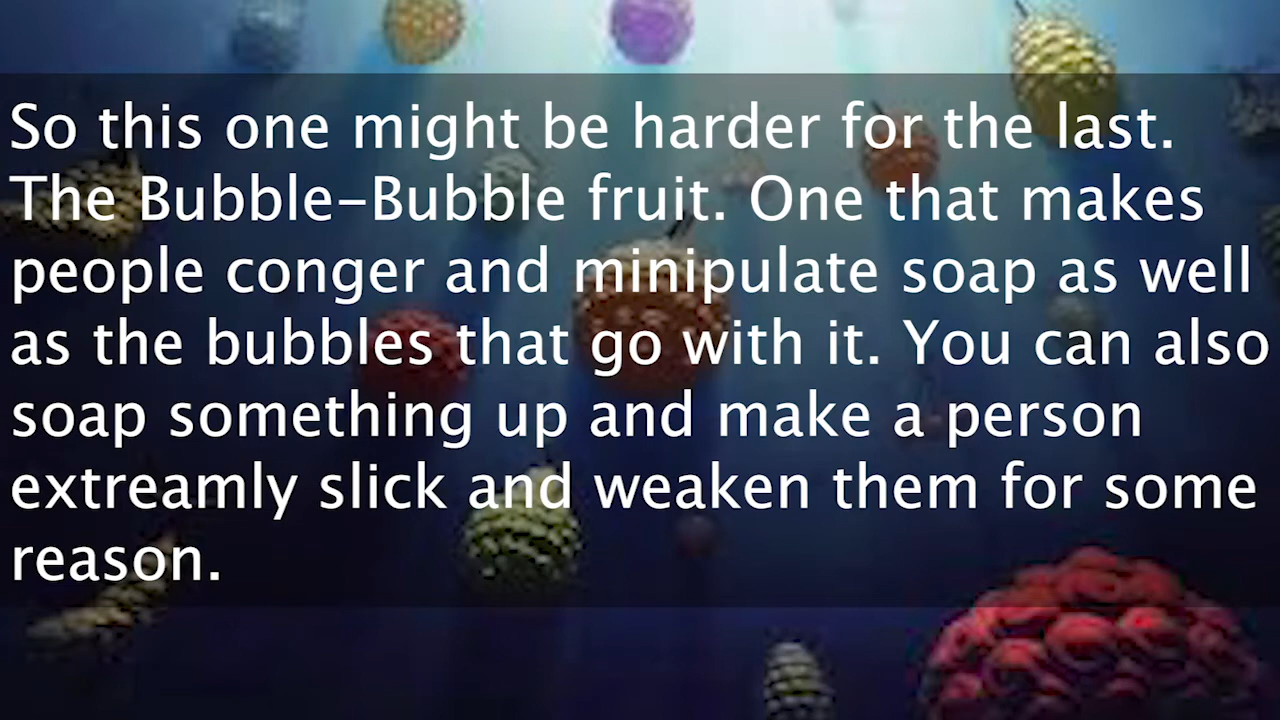 So this one might be harder for the last.
The Bubble-Bubble fruit. One that makes
people conger and minipulate soap as well
as the bubbles that go with it. You can also
soap something up and make a person
extreamly slick and weaken them for some
reason.